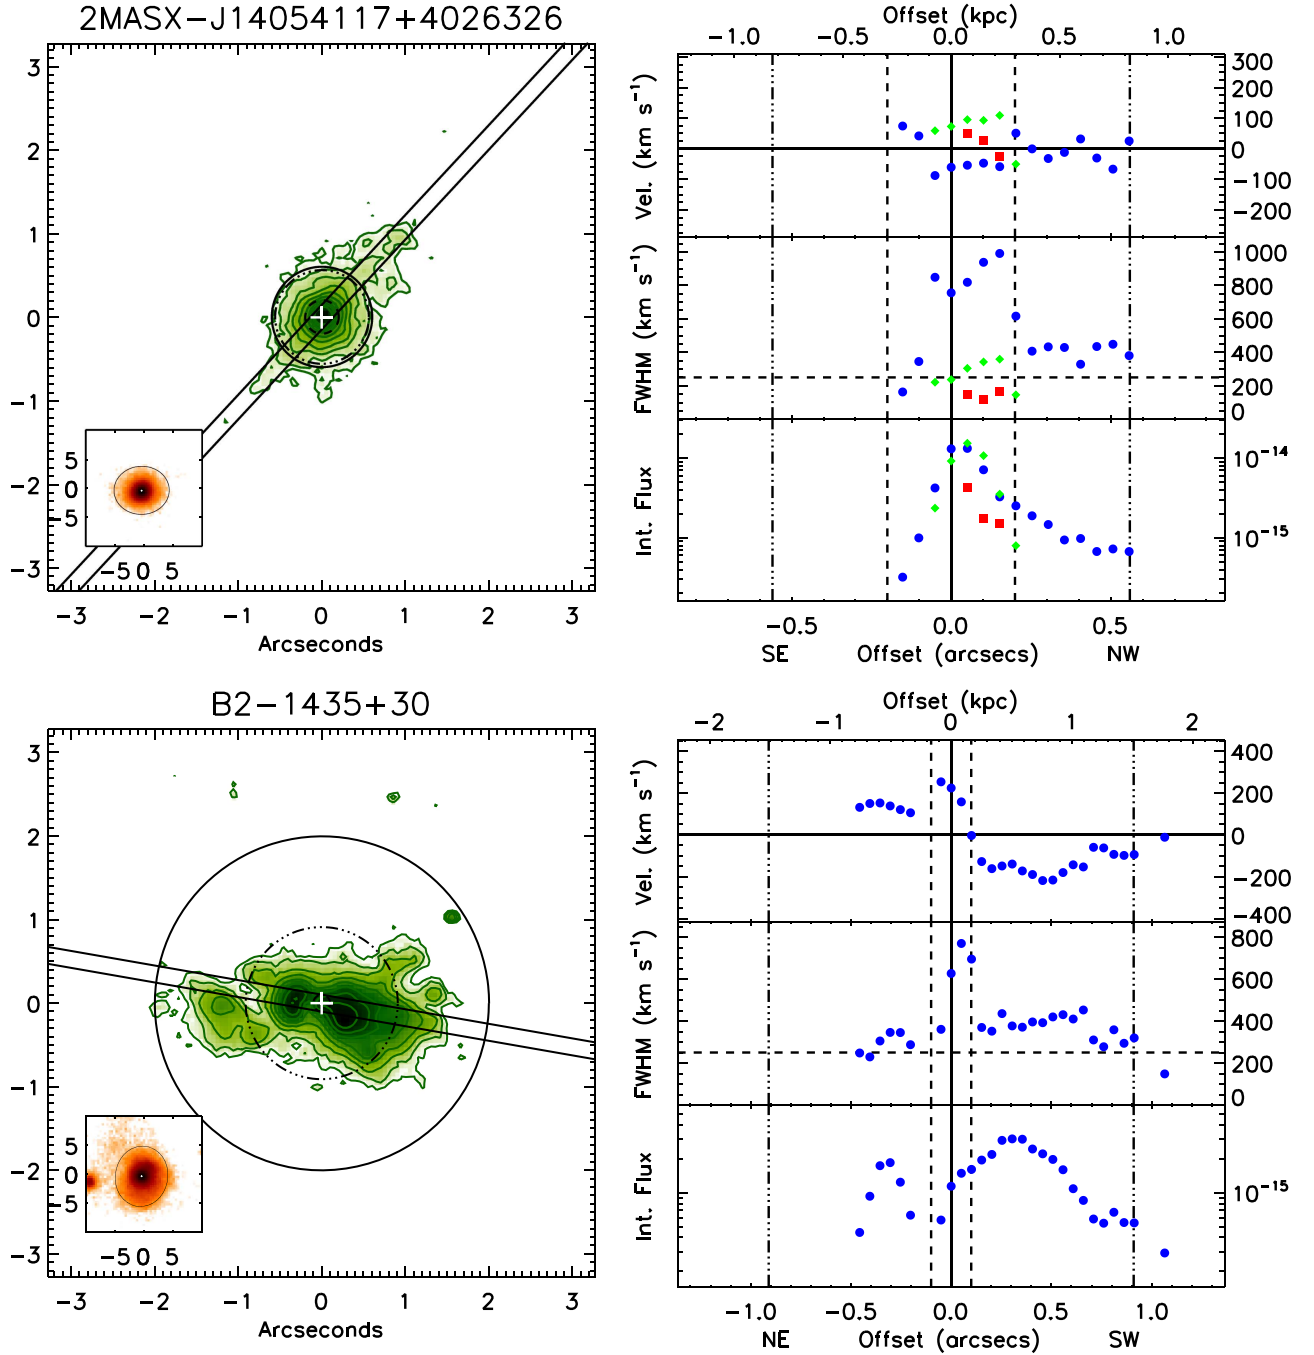 2MASX-J14054117+4026326
3
2
1
0
-1
-2
-3
5
0
-5
-5 0 5
-3 -2 -1 0 1 2 3
Arcseconds
Offset (kpc)
-1.0 -0.5 0.0 0.5 1.0
Vel. (km s⁻¹)
300
200
100
0
-100
-200
FWHM (km s⁻¹)
1000
800
600
400
200
0
Int. Flux
10⁻¹⁴
10⁻¹⁵
-0.5 0.0 0.5
SE Offset (arcsecs) NW
B2-1435+30
3
2
1
0
-1
-2
-3
5
0
-5
-5 0 5
-3 -2 -1 0 1 2 3
Arcseconds
Offset (kpc)
-2 -1 0 1 2
Vel. (km s⁻¹)
400
200
0
-200
-400
FWHM (km s⁻¹)
800
600
400
200
0
Int. Flux
10⁻¹⁵
-1.0 -0.5 0.0 0.5 1.0
NE Offset (arcsecs) SW